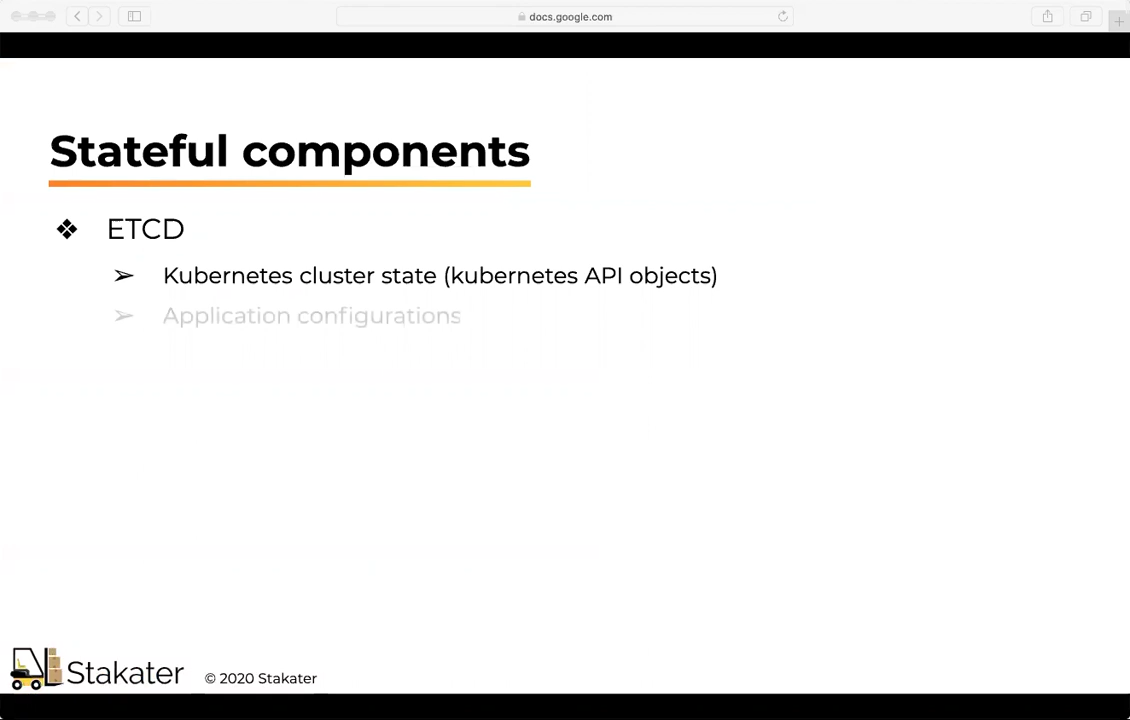 docs.google.com
Stateful components
❖ ETCD
➢ Kubernetes cluster state (kubernetes API objects)
➢ Application configurations
Stakater © 2020 Stakater